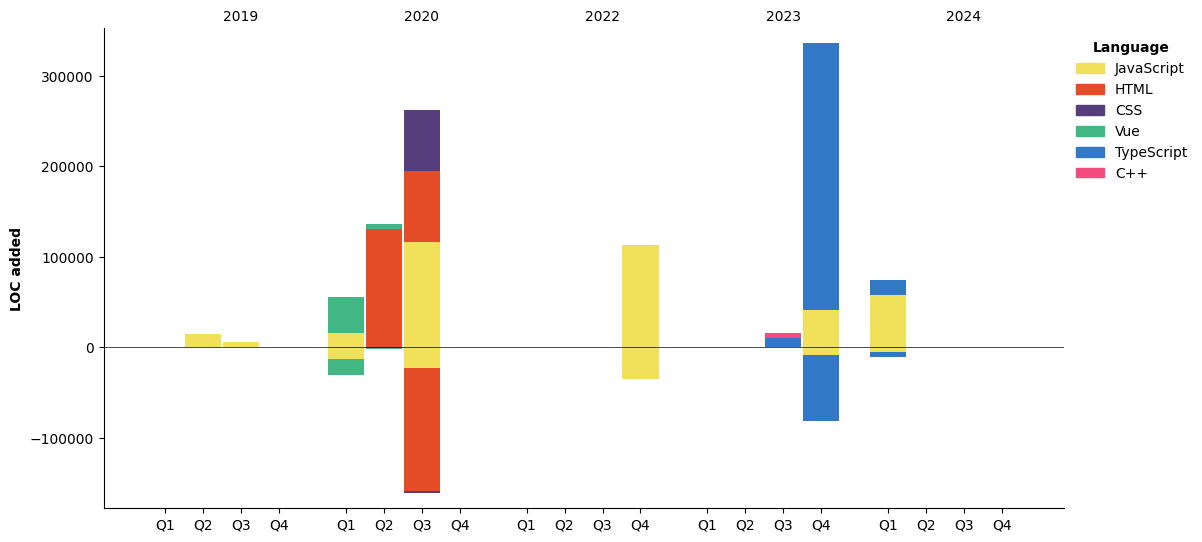 2019 2020 2022 2023 2024
Language
JavaScript
HTML
CSS
Vue
TypeScript
C++
LOC added
300000
200000
100000
0
−100000
Q1 Q2 Q3 Q4 Q1 Q2 Q3 Q4 Q1 Q2 Q3 Q4 Q1 Q2 Q3 Q4 Q1 Q2 Q3 Q4